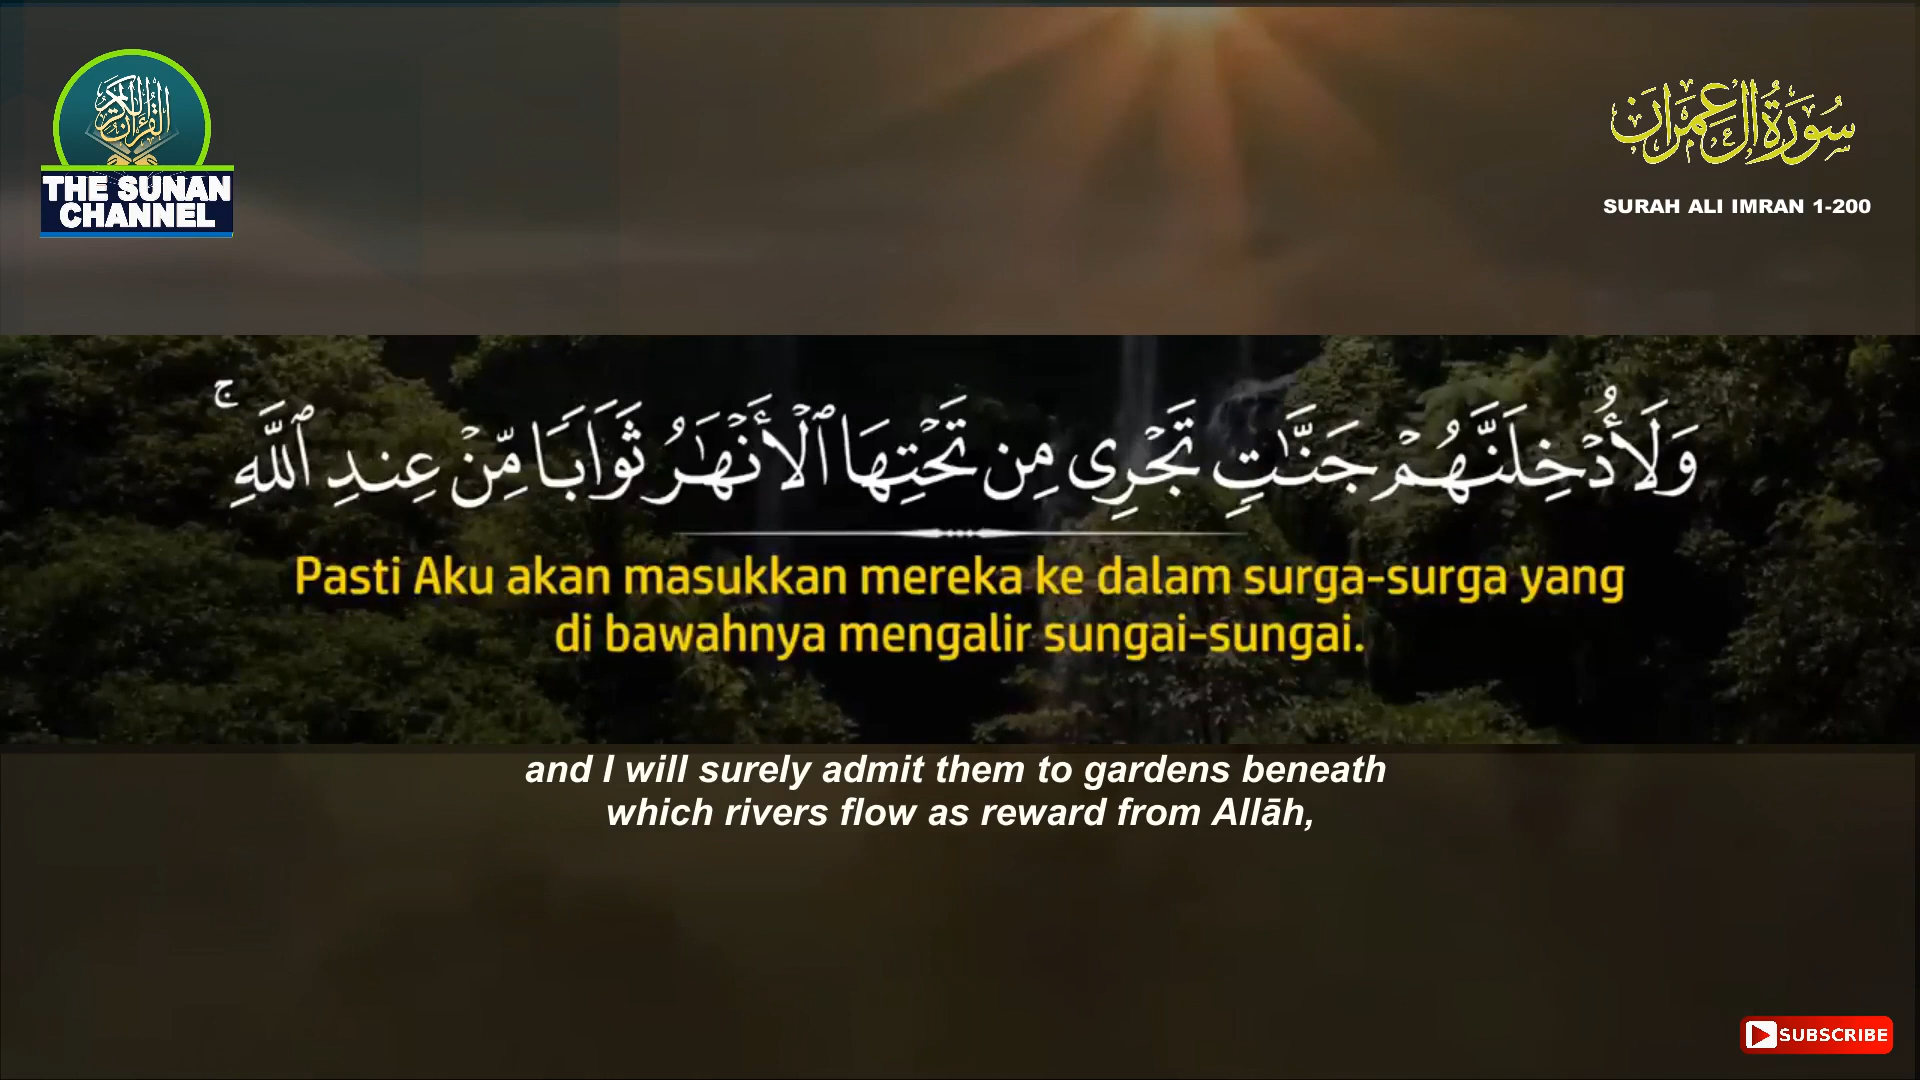 القرآن الكريم
THE SUNAN
CHANNEL
سُورَةُ آلِ عِمْرَان
SURAH ALI IMRAN 1-200
وَلَأُدْخِلَنَّهُمْ جَنَّـٰتٍ تَجْرِى مِن تَحْتِهَا ٱلْأَنْهَـٰرُ ثَوَابًا مِّنْ عِندِ ٱللَّهِ ۚ
Pasti Aku akan masukkan mereka ke dalam surga-surga yang
di bawahnya mengalir sungai-sungai.
and I will surely admit them to gardens beneath
which rivers flow as reward from Allāh,
SUBSCRIBE